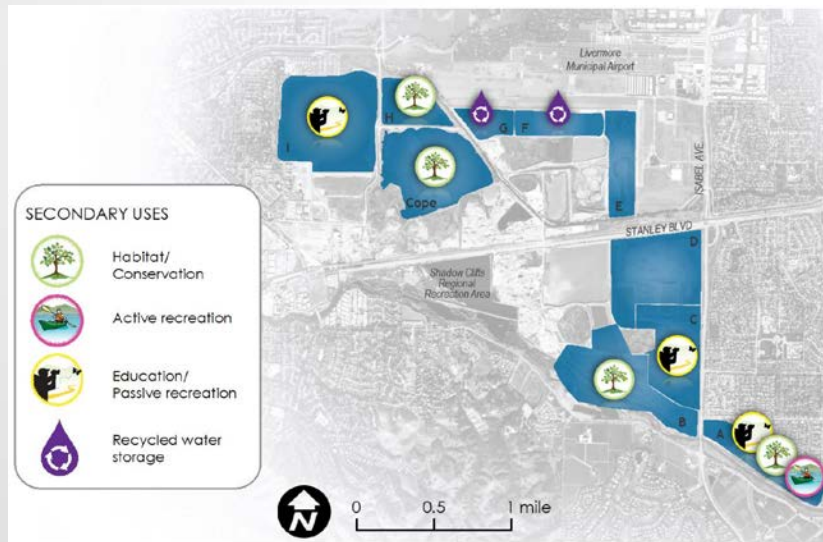 Livermore
Municipal Airport
H
G
F
I
Cope
E
ISABEL AVE.
STANLEY BLVD
D
Shadow Cliffs
Regional
Recreation Area
C
B
A
SECONDARY USES
Habitat/
Conservation
Active recreation
Education/
Passive recreation
Recycled water
storage
N
0 0.5 1 mile